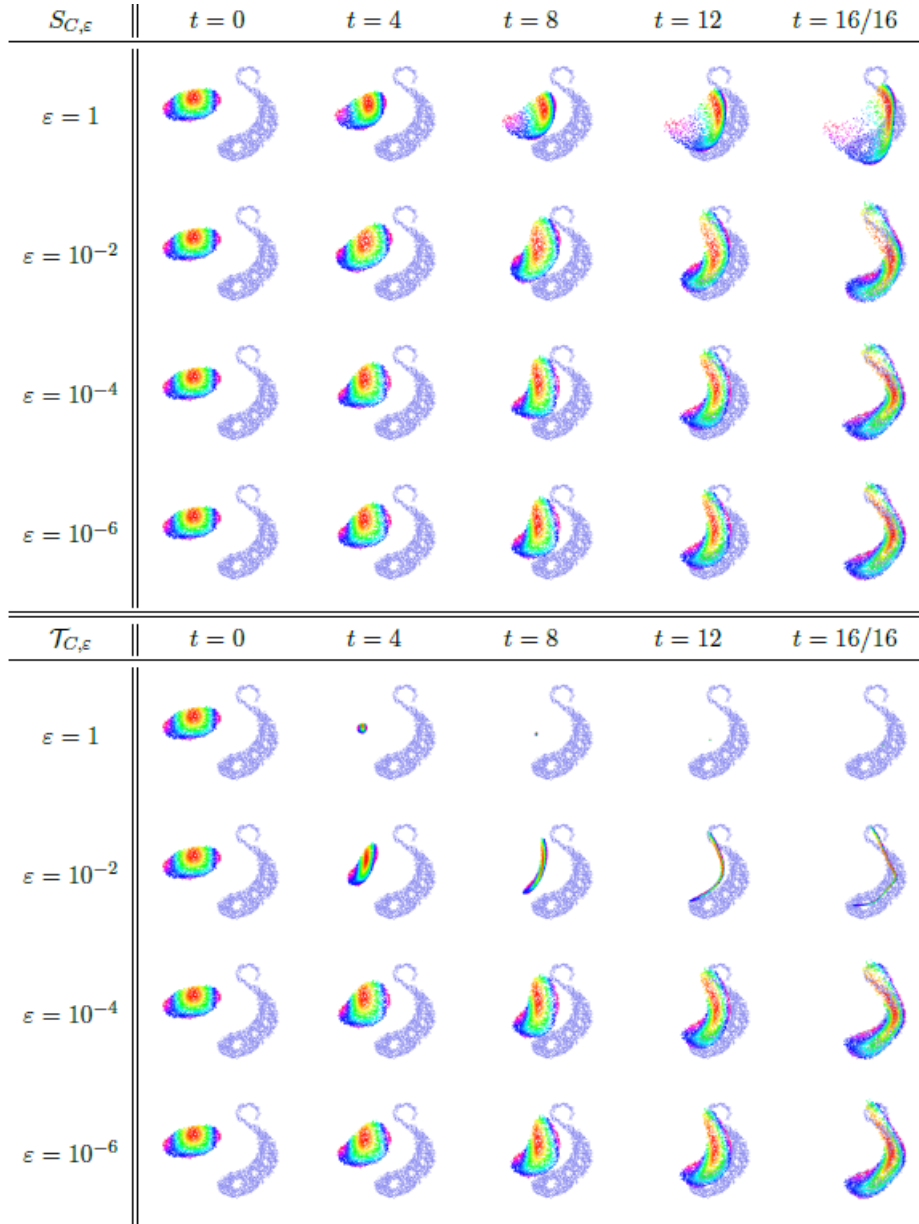 S_{C,ε} t = 0 t = 4 t = 8 t = 12 t = 16/16
ε = 1
ε = 10⁻²
ε = 10⁻⁴
ε = 10⁻⁶
𝒯_{C,ε} t = 0 t = 4 t = 8 t = 12 t = 16/16
ε = 1
ε = 10⁻²
ε = 10⁻⁴
ε = 10⁻⁶